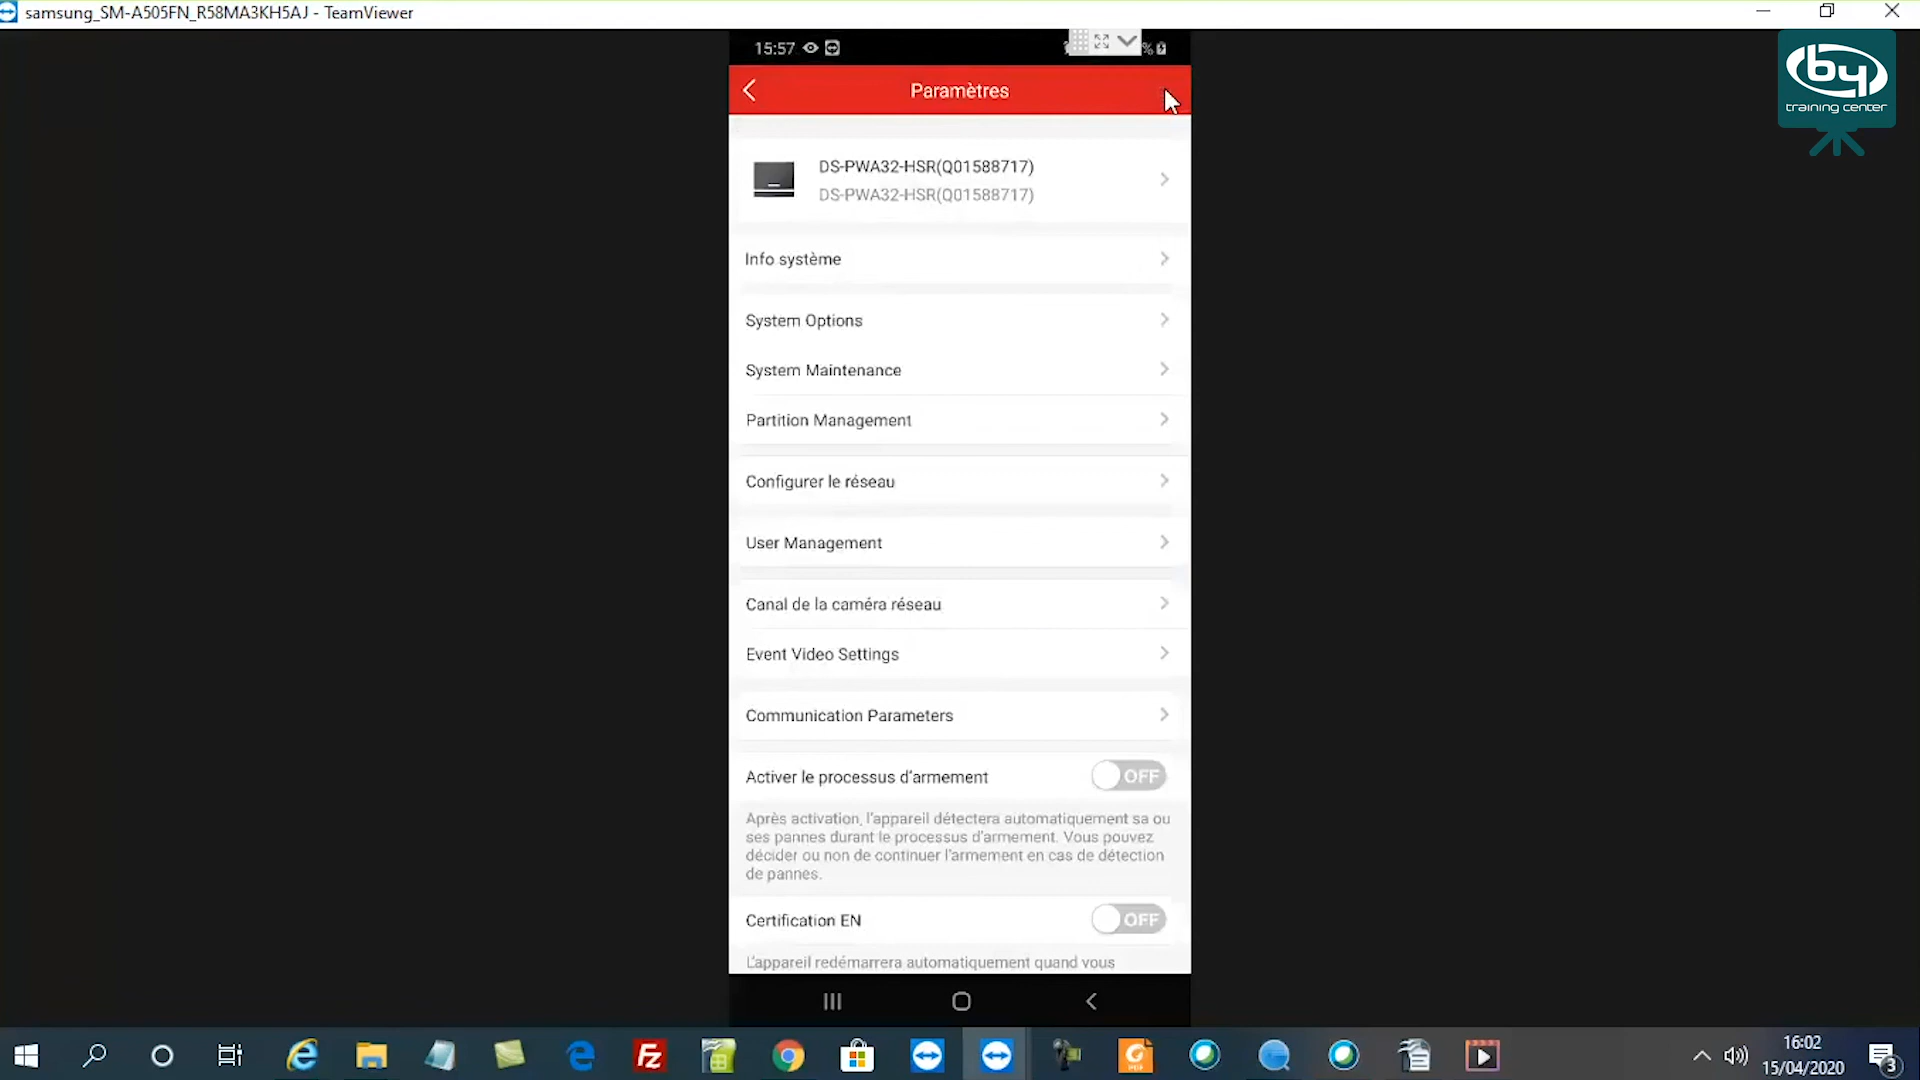 samsung_SM-A505FN_R58MA3KH5AJ - TeamViewer
15:57
%
by
training center
Paramètres
DS-PWA32-HSR(Q01588717)
DS-PWA32-HSR(Q01588717)
Info système
System Options
System Maintenance
Partition Management
Configurer le réseau
User Management
Canal de la caméra réseau
Event Video Settings
Communication Parameters
Activer le processus d'armement
OFF
Après activation, l'appareil détectera automatiquement sa ou
ses pannes durant le processus d'armement. Vous pouvez
décider ou non de continuer l'armement en cas de détection
de pannes.
Certification EN
OFF
L'appareil redémarrera automatiquement quand vous
16:02
15/04/2020
3